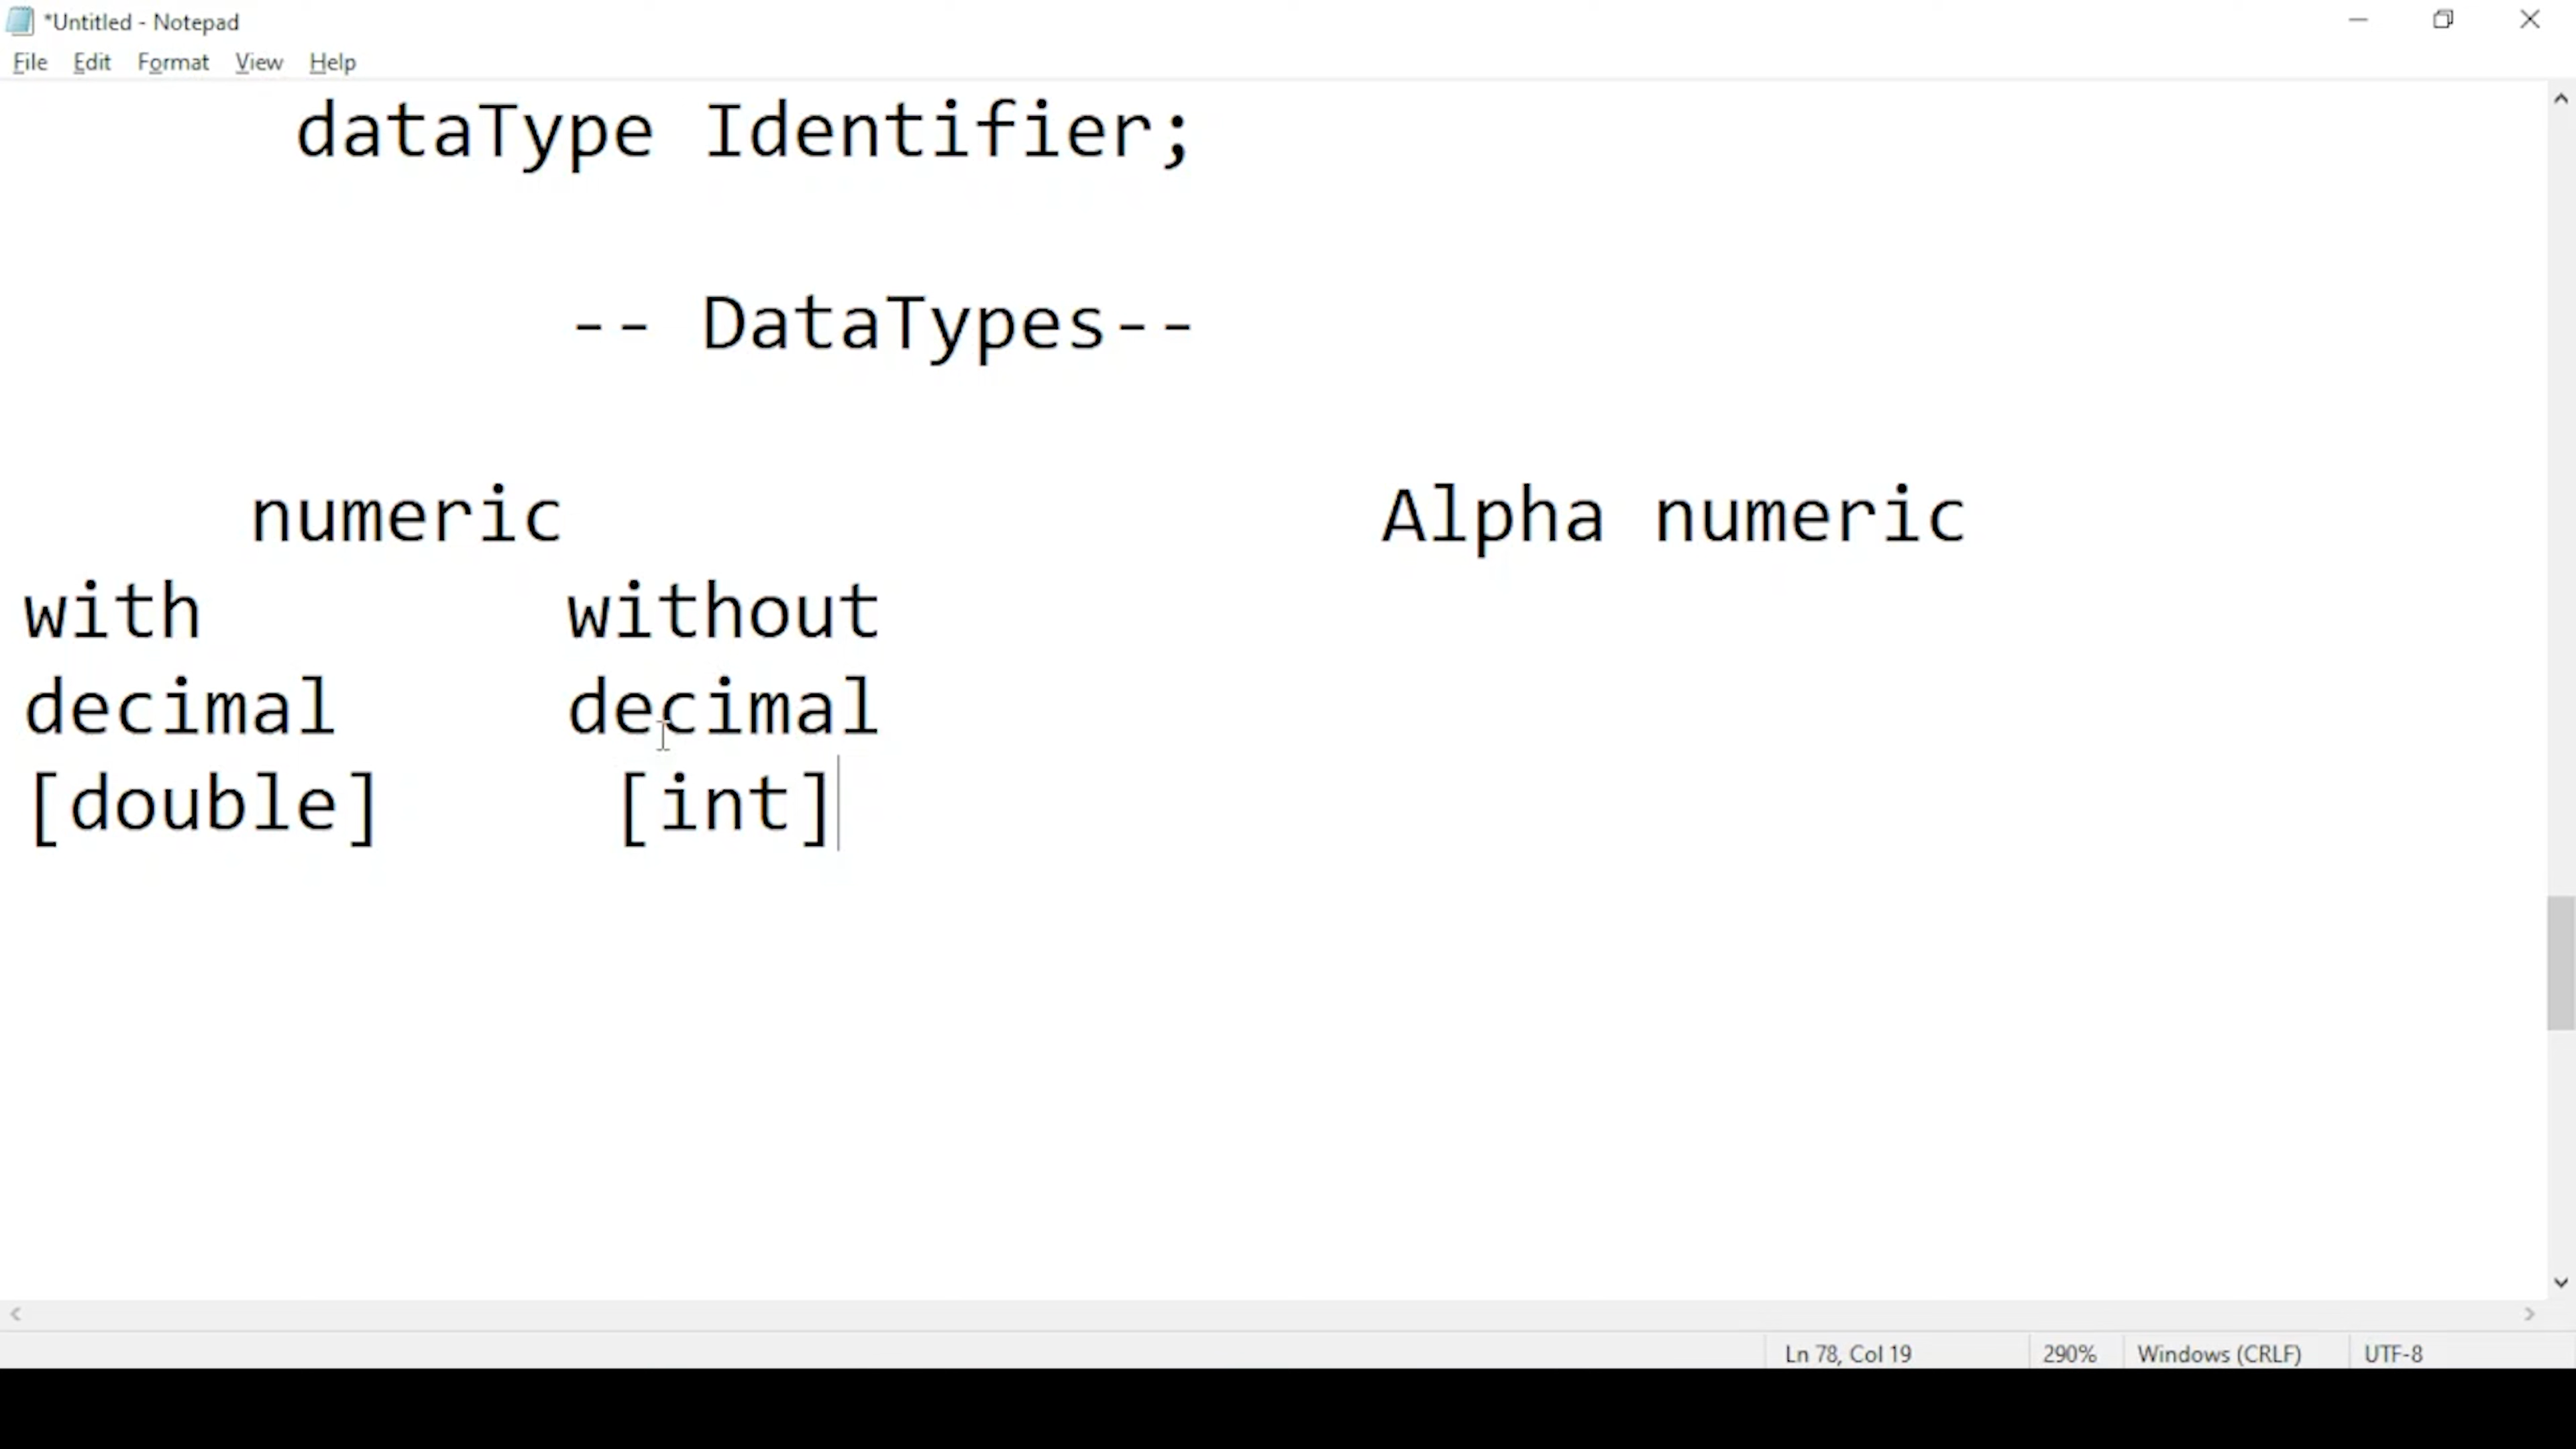 *Untitled - Notepad
File Edit Format View Help
dataType Identifier;
-- DataTypes--
numeric Alpha numeric
with without
decimal decimal
[double] [int]
Ln 78, Col 19 290% Windows (CRLF) UTF-8